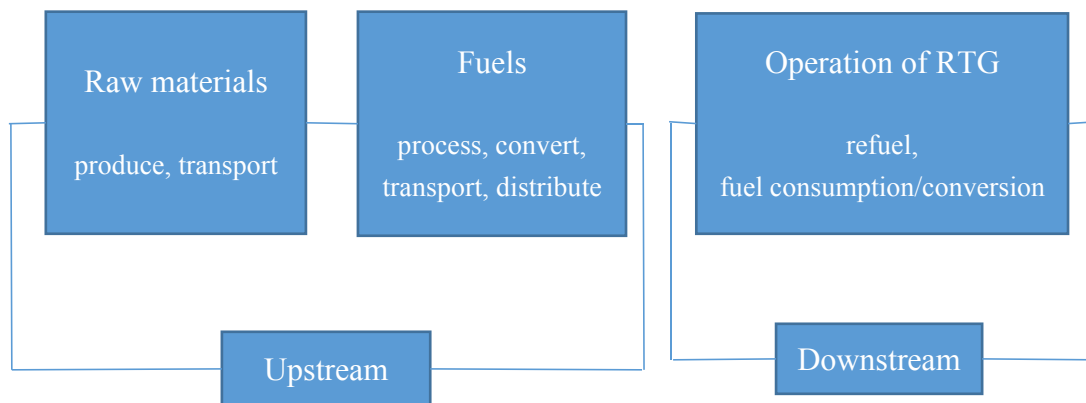 Raw materials
produce, transport
Fuels
process, convert,
transport, distribute
Operation of RTG
refuel,
fuel consumption/conversion
Upstream
Downstream